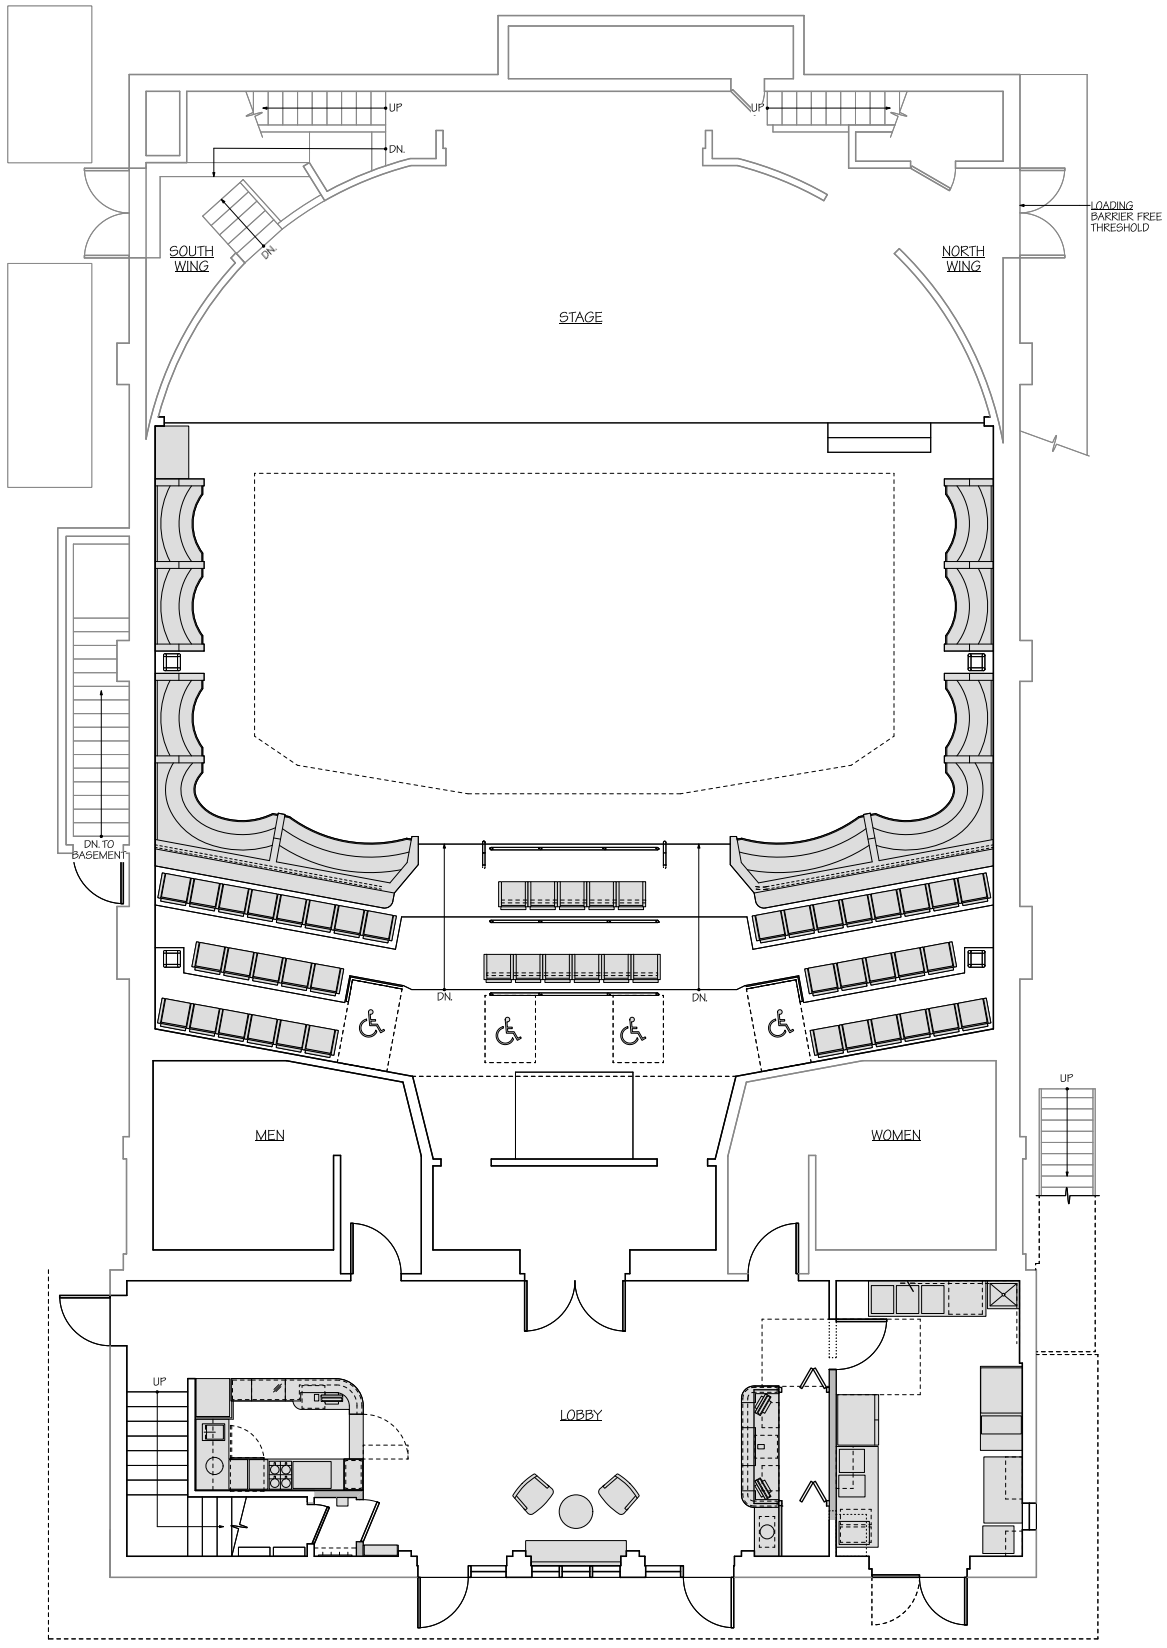 UP
UP
DN.
LOADING
BARRIER FREE
THRESHOLD
SOUTH
WING
DN.
NORTH
WING
STAGE
DN. TO
BASEMENT
DN.
DN.
UP
MEN
WOMEN
UP
LOBBY